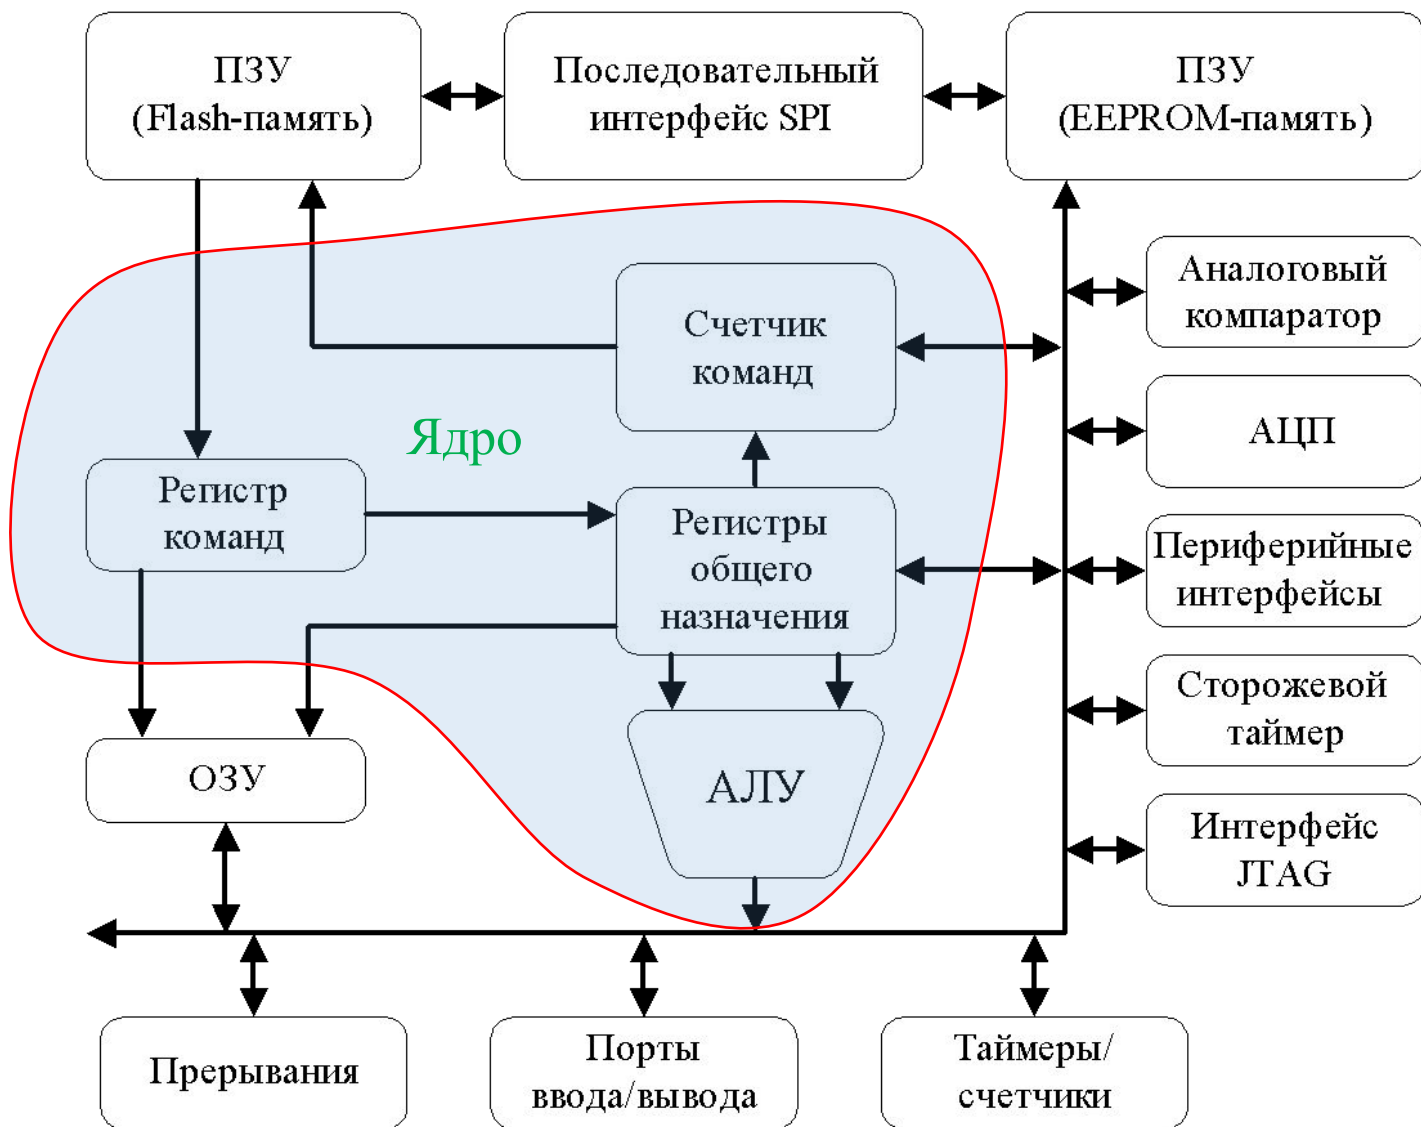 ПЗУ
(Flash-память)
Последовательный
интерфейс SPI
ПЗУ
(EEPROM-память)
Аналоговый
компаратор
Счетчик
команд
АЦП
Ядро
Регистр
команд
Регистры
общего
назначения
Периферийные
интерфейсы
Сторожевой
таймер
ОЗУ
АЛУ
Интерфейс
JTAG
Прерывания
Порты
ввода/вывода
Таймеры/
счетчики